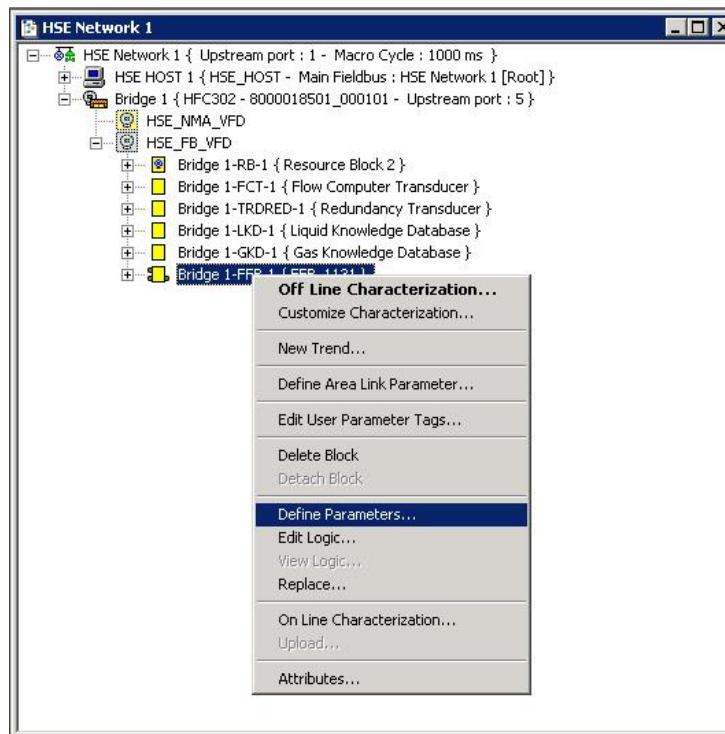 HSE Network 1
HSE Network 1 { Upstream port : 1 - Macro Cycle : 1000 ms }
HSE HOST 1 { HSE_HOST - Main Fieldbus : HSE Network 1 [Root] }
Bridge 1 { HFC302 - 8000018501_000101 - Upstream port : 5 }
HSE_NMA_VFD
HSE_FB_VFD
Bridge 1-RB-1 { Resource Block 2 }
Bridge 1-FCT-1 { Flow Computer Transducer }
Bridge 1-TRDRED-1 { Redundancy Transducer }
Bridge 1-LKD-1 { Liquid Knowledge Database }
Bridge 1-GKD-1 { Gas Knowledge Database }
Bridge 1-FFB-1 { FFB_1131 }
Off Line Characterization...
Customize Characterization...
New Trend...
Define Area Link Parameter...
Edit User Parameter Tags...
Delete Block
Detach Block
Define Parameters...
Edit Logic...
View Logic...
Replace...
On Line Characterization...
Upload...
Attributes...